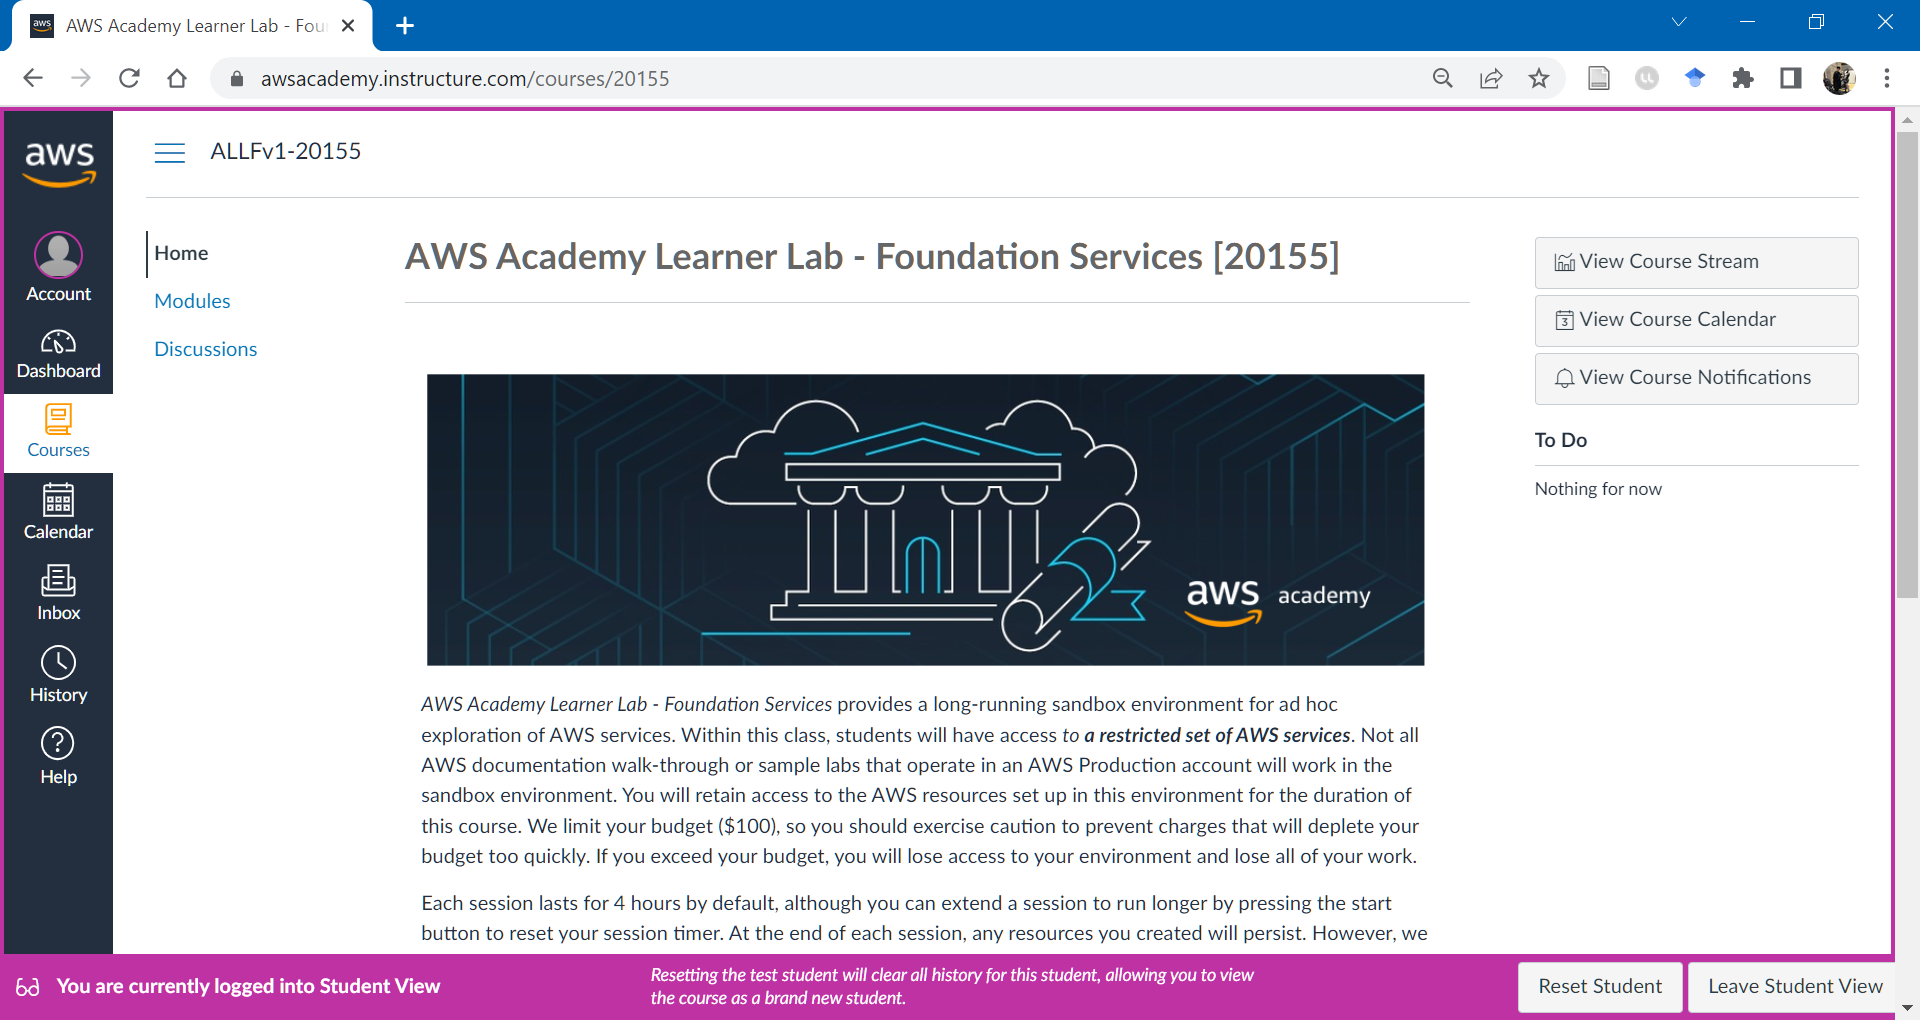 aws AWS Academy Learner Lab - Fou
awsacademy.instructure.com/courses/20155
aws
ALLFv1-20155
Account
Dashboard
Courses
Calendar
Inbox
History
Help
Home
Modules
Discussions
AWS Academy Learner Lab - Foundation Services [20155]
aws academy
AWS Academy Learner Lab - Foundation Services provides a long-running sandbox environment for ad hoc
exploration of AWS services. Within this class, students will have access to a restricted set of AWS services. Not all
AWS documentation walk-through or sample labs that operate in an AWS Production account will work in the
sandbox environment. You will retain access to the AWS resources set up in this environment for the duration of
this course. We limit your budget ($100), so you should exercise caution to prevent charges that will deplete your
budget too quickly. If you exceed your budget, you will lose access to your environment and lose all of your work.
Each session lasts for 4 hours by default, although you can extend a session to run longer by pressing the start
button to reset your session timer. At the end of each session, any resources you created will persist. However, we
View Course Stream
3 View Course Calendar
View Course Notifications
To Do
Nothing for now
You are currently logged into Student View
Resetting the test student will clear all history for this student, allowing you to view
the course as a brand new student.
Reset Student
Leave Student View